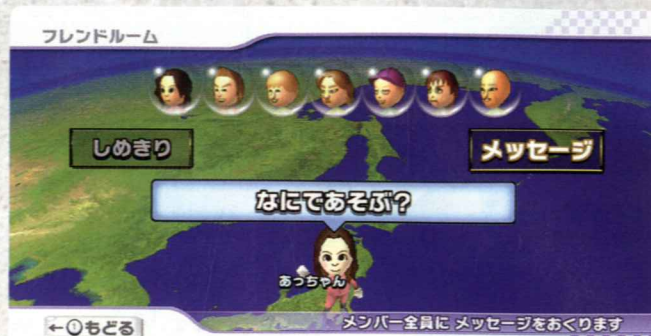 フレンドルーム
しめきり
メッセージ
なにであそぶ?
あっちゃん
←①もどる
メンバー全員に メッセージをおくります